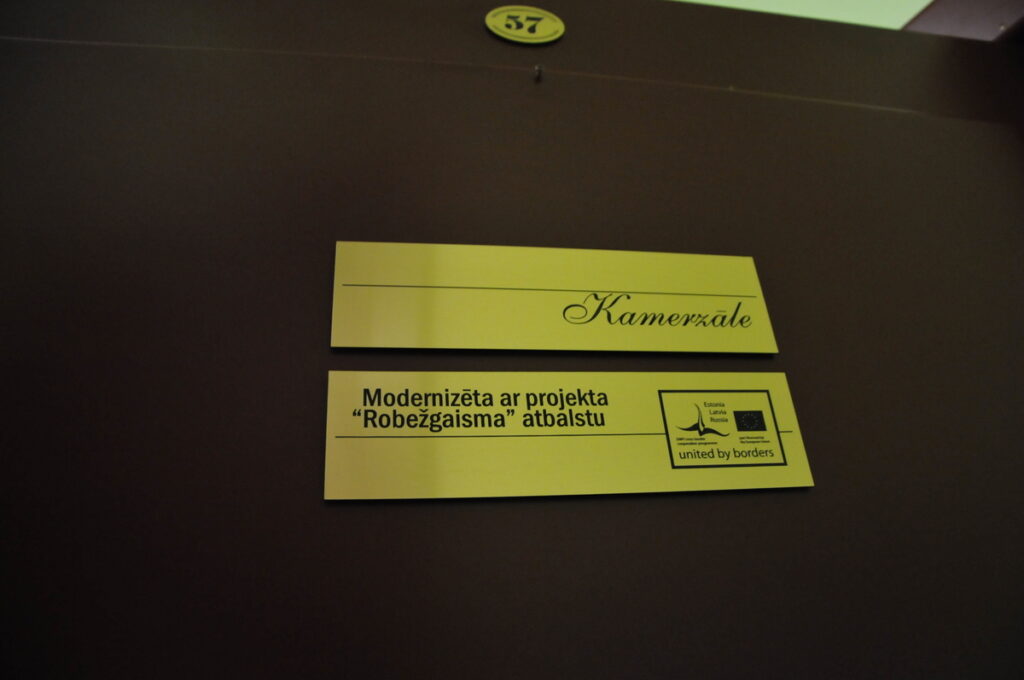 57
Kamerzāle
Modernizēta ar projekta
“Robežgaisma” atbalstu
Estonia
Latvia
Russia
united by borders